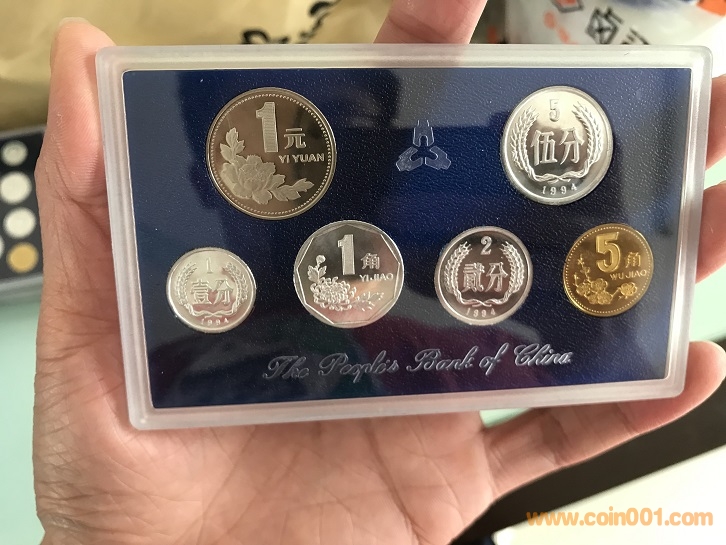 1
元
YI YUAN
5
伍分
1994
1
壹分
1994
1
角
YI JIAO
2
贰分
1994
5
角
WU JIAO
The People's Bank of China
www.coin001.com